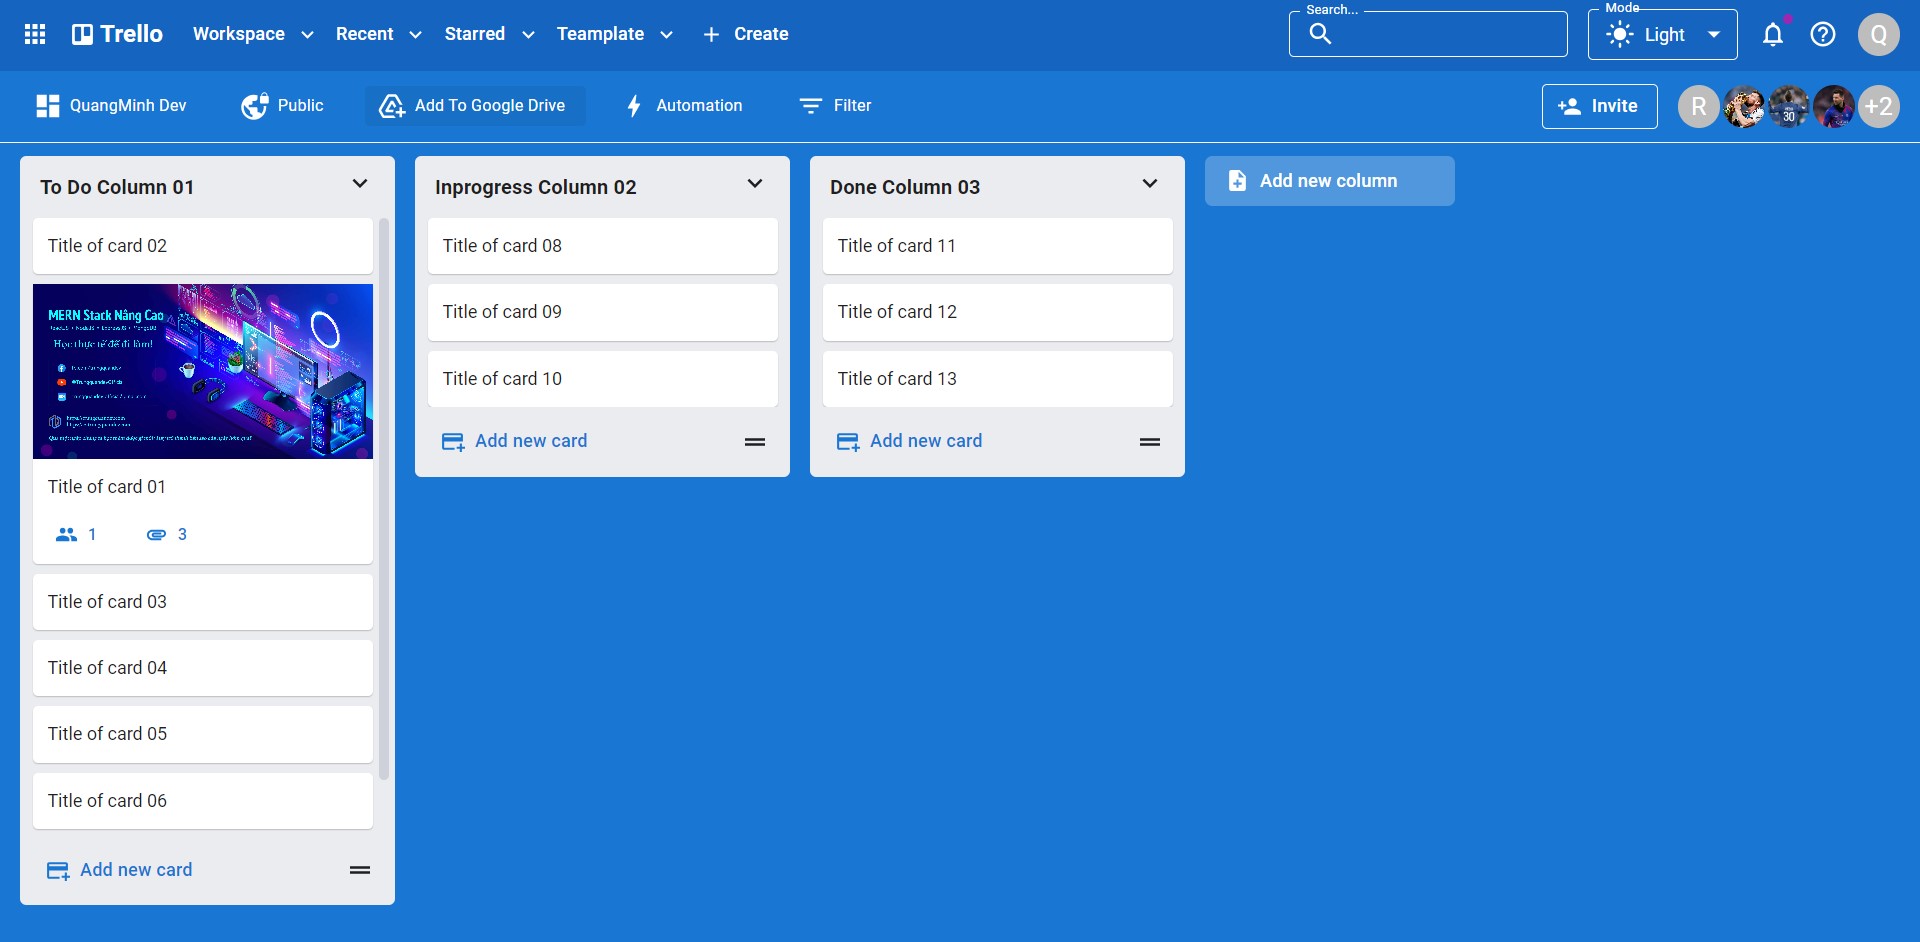 Trello
Workspace
Recent
Starred
Teamplate
Create
Search...
Mode
Light
Q
QuangMinh Dev
Public
Add To Google Drive
Automation
Filter
Invite
R
30
+2
To Do Column 01
Title of card 02
MERN Stack Nâng Cao
Học thực tế để đi làm!
Title of card 01
1
3
Title of card 03
Title of card 04
Title of card 05
Title of card 06
Add new card
Inprogress Column 02
Title of card 08
Title of card 09
Title of card 10
Add new card
Done Column 03
Title of card 11
Title of card 12
Title of card 13
Add new card
Add new column